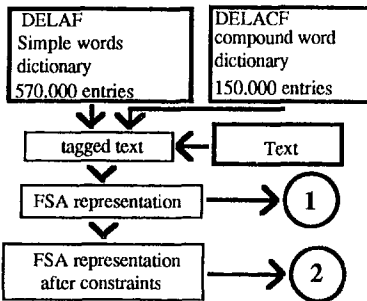 DELAF
Simple words
dictionary
570.000 entries
DELACF
compound word
dictionary
150.000 entries
tagged text
Text
FSA representation
1
FSA representation
after constraints
2